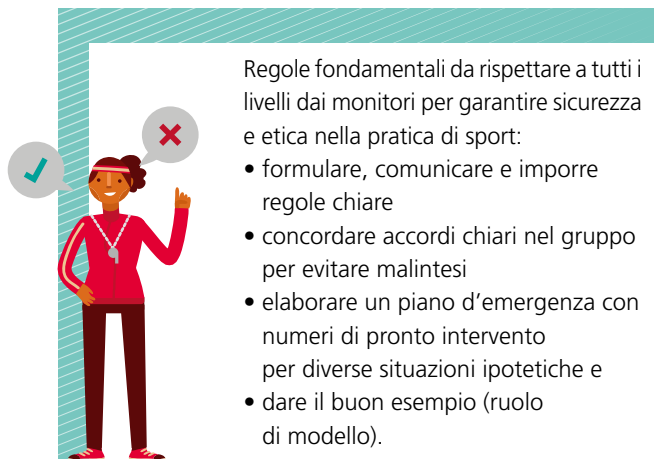 Regole fondamentali da rispettare a tutti i
livelli dai monitori per garantire sicurezza
e etica nella pratica di sport:
• formulare, comunicare e imporre
regole chiare
• concordare accordi chiari nel gruppo
per evitare malintesi
• elaborare un piano d’emergenza con
numeri di pronto intervento
per diverse situazioni ipotetiche e
• dare il buon esempio (ruolo
di modello).